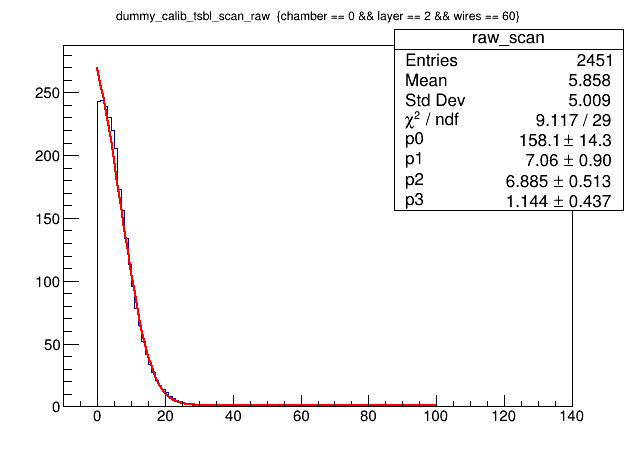 dummy_calib_tsbl_scan_raw {chamber == 0 && layer == 2 && wires == 60}
raw_scan
Entries 2451
Mean 5.858
Std Dev 5.009
χ² / ndf 9.117 / 29
p0 158.1 ± 14.3
p1 7.06 ± 0.90
p2 6.885 ± 0.513
p3 1.144 ± 0.437
250
200
150
100
50
0
0 20 40 60 80 100 120 140